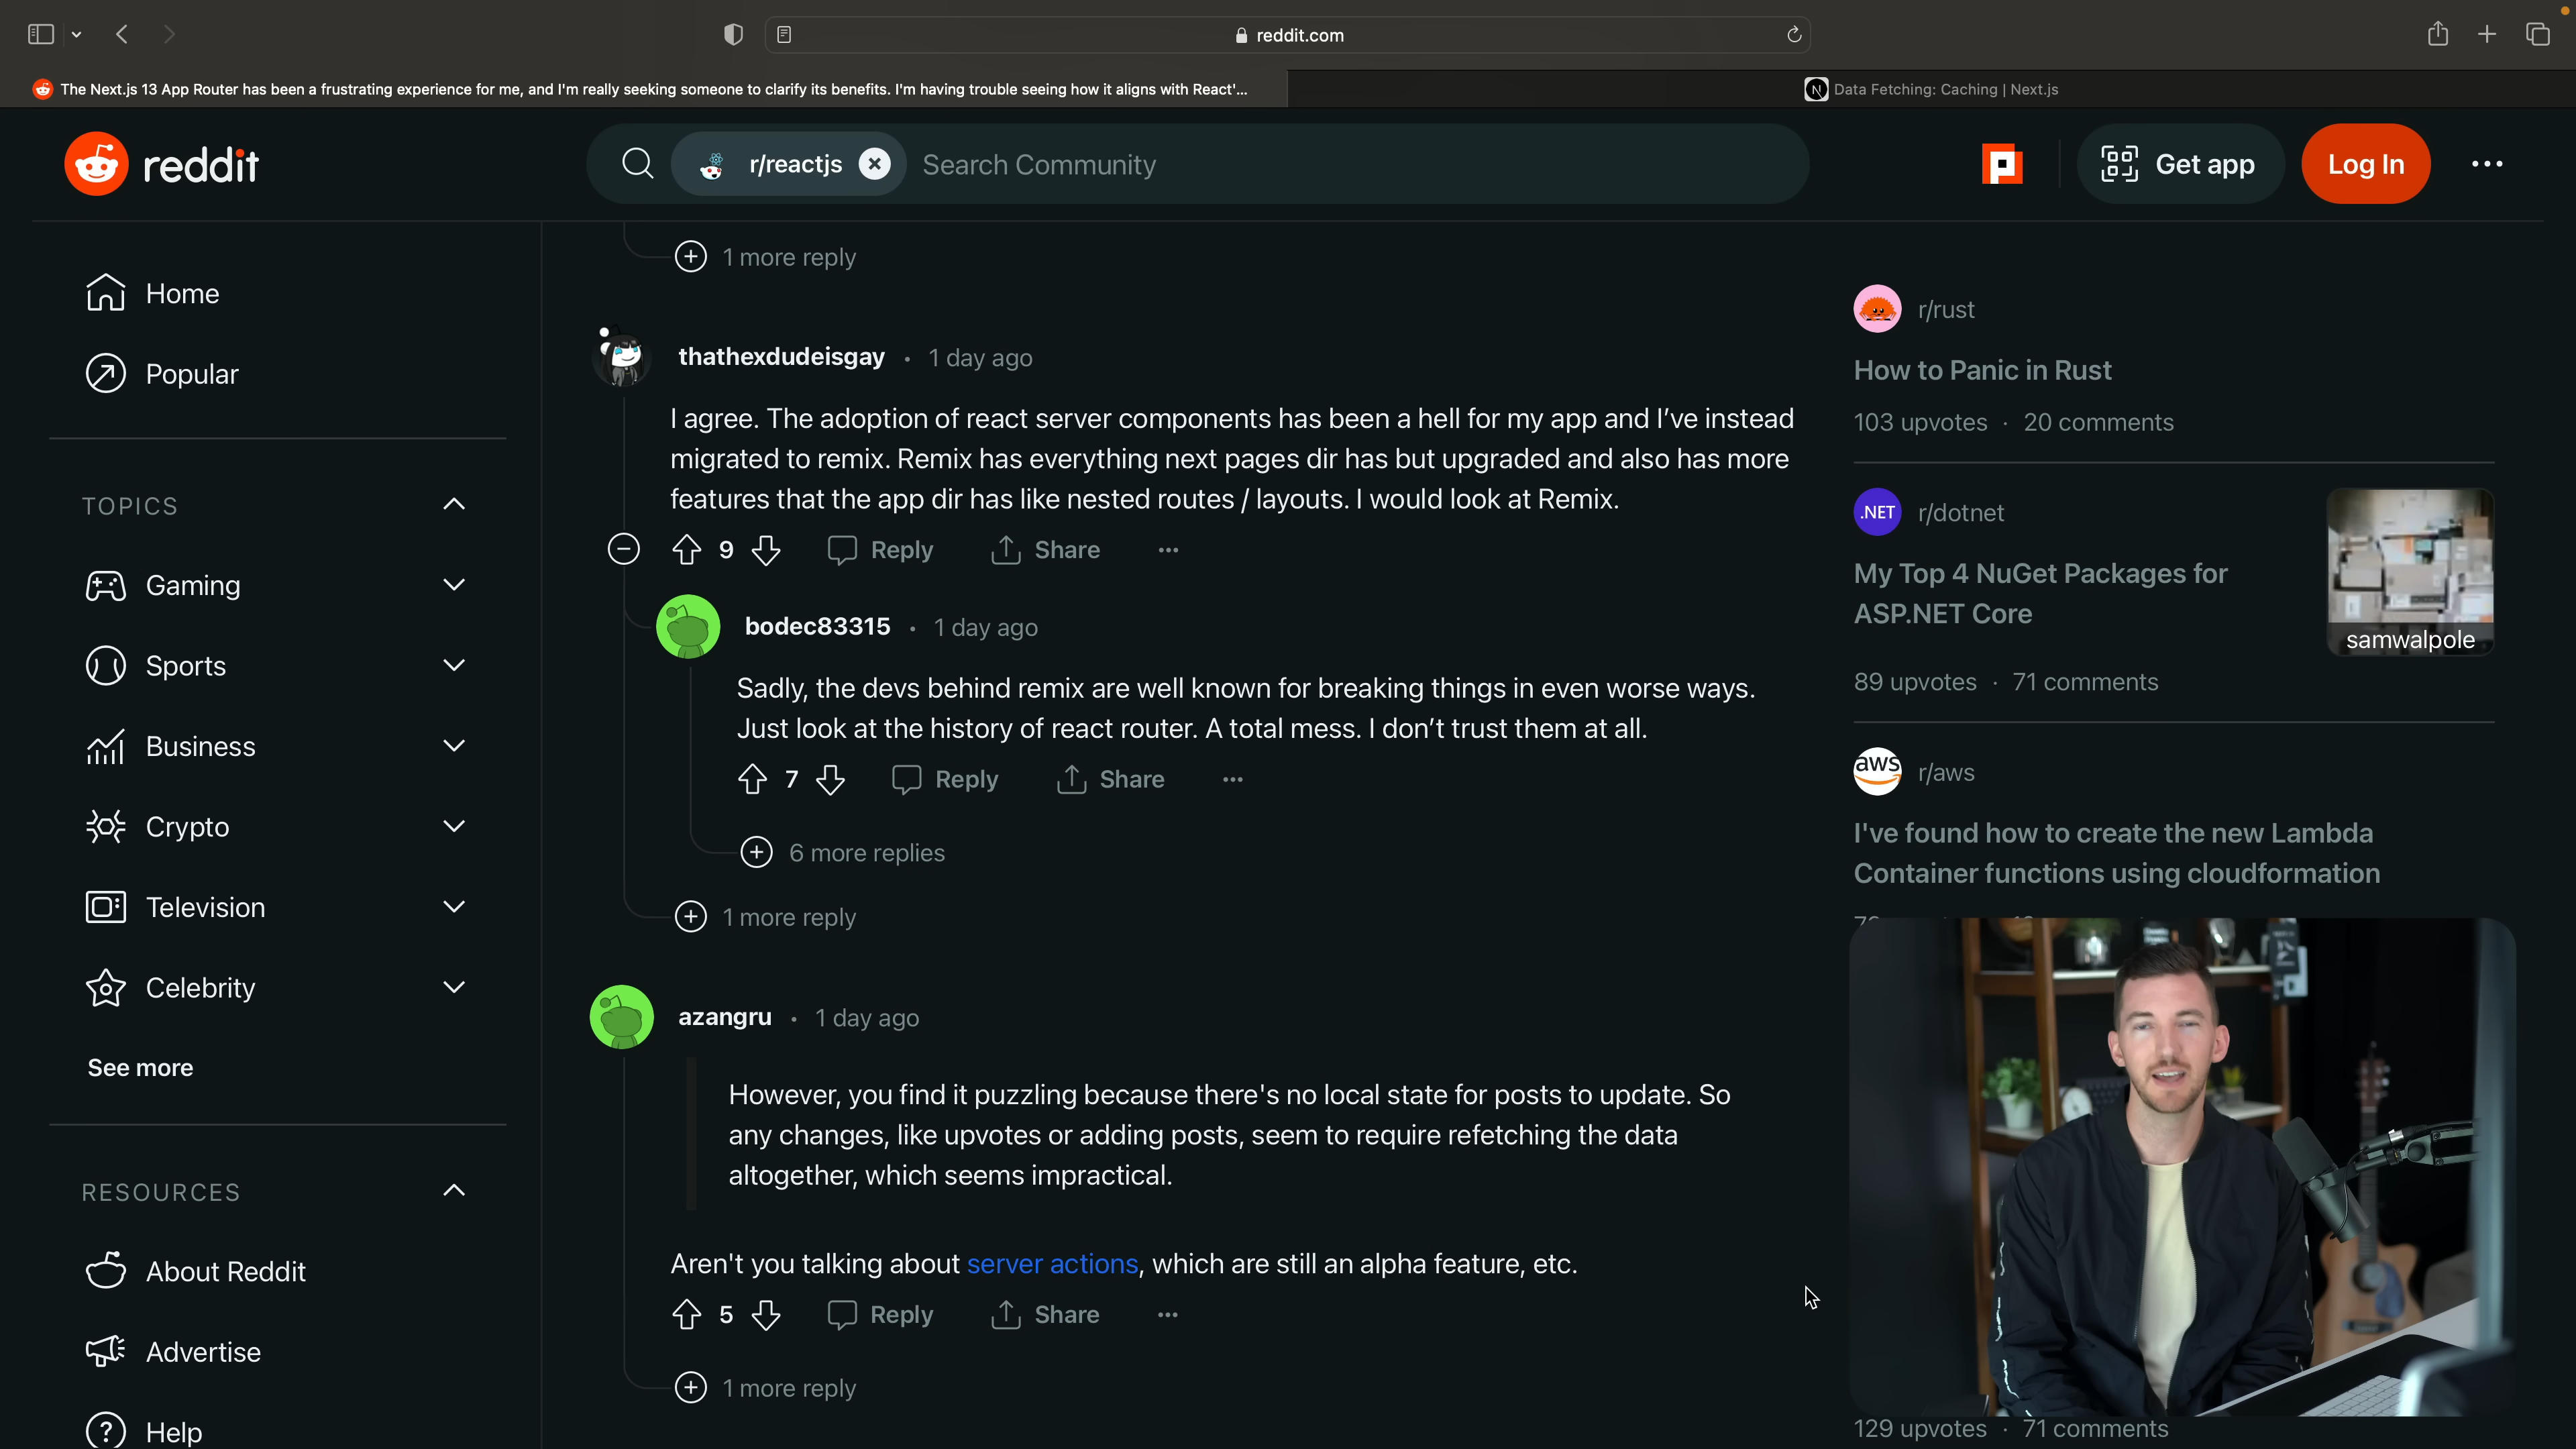 reddit.com
The Next.js 13 App Router has been a frustrating experience for me, and I'm really seeking someone to clarify its benefits. I'm having trouble seeing how it aligns with React'...
N Data Fetching: Caching | Next.js
reddit
r/reactjs
Search Community
Get app
Log In
Home
Popular
TOPICS
Gaming
Sports
Business
Crypto
Television
Celebrity
See more
RESOURCES
About Reddit
Advertise
Help
1 more reply
thathexdudeisgay • 1 day ago
I agree. The adoption of react server components has been a hell for my app and I’ve instead
migrated to remix. Remix has everything next pages dir has but upgraded and also has more
features that the app dir has like nested routes / layouts. I would look at Remix.
9 Reply Share
bodec83315 • 1 day ago
Sadly, the devs behind remix are well known for breaking things in even worse ways.
Just look at the history of react router. A total mess. I don’t trust them at all.
7 Reply Share
6 more replies
1 more reply
azangru • 1 day ago
However, you find it puzzling because there's no local state for posts to update. So
any changes, like upvotes or adding posts, seem to require refetching the data
altogether, which seems impractical.
Aren't you talking about server actions, which are still an alpha feature, etc.
5 Reply Share
1 more reply
r/rust
How to Panic in Rust
103 upvotes · 20 comments
.NET r/dotnet
My Top 4 NuGet Packages for
ASP.NET Core
samwalpole
89 upvotes · 71 comments
aws r/aws
I've found how to create the new Lambda
Container functions using cloudformation
129 upvotes · 71 comments